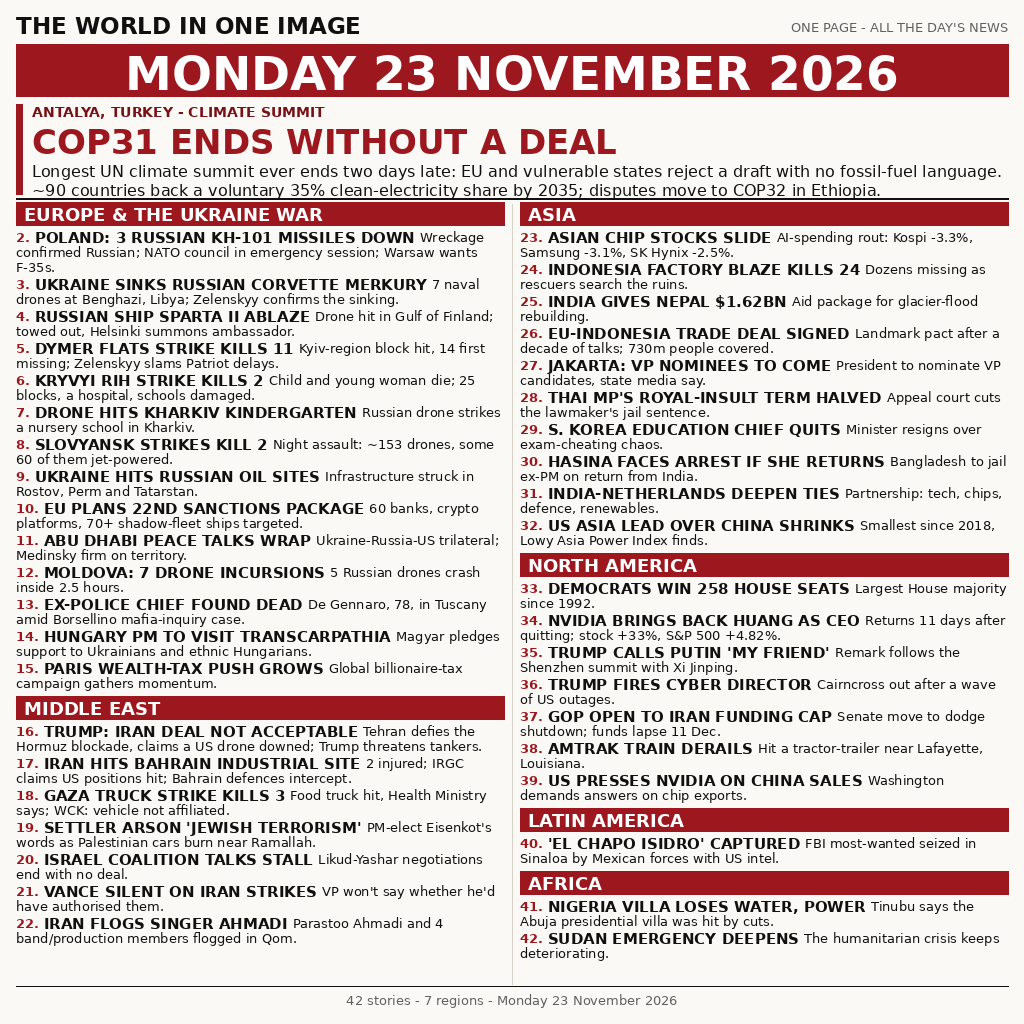 THE WORLD IN ONE IMAGE
ONE PAGE - ALL THE DAY'S NEWS
MONDAY 23 NOVEMBER 2026
ANTALYA, TURKEY - CLIMATE SUMMIT
COP31 ENDS WITHOUT A DEAL
Longest UN climate summit ever ends two days late: EU and vulnerable states reject a draft with no fossil-fuel language.
~90 countries back a voluntary 35% clean-electricity share by 2035; disputes move to COP32 in Ethiopia.
EUROPE & THE UKRAINE WAR
2. POLAND: 3 RUSSIAN KH-101 MISSILES DOWN Wreckage
confirmed Russian; NATO council in emergency session; Warsaw wants
F-35s.
3. UKRAINE SINKS RUSSIAN CORVETTE MERKURY 7 naval
drones at Benghazi, Libya; Zelenskyy confirms the sinking.
4. RUSSIAN SHIP SPARTA II ABLAZE Drone hit in Gulf of Finland;
towed out, Helsinki summons ambassador.
5. DYMER FLATS STRIKE KILLS 11 Kyiv-region block hit, 14 first
missing; Zelenskyy slams Patriot delays.
6. KRYVYI RIH STRIKE KILLS 2 Child and young woman die; 25
blocks, a hospital, schools damaged.
7. DRONE HITS KHARKIV KINDERGARTEN Russian drone strikes
a nursery school in Kharkiv.
8. SLOVYANSK STRIKES KILL 2 Night assault: ~153 drones, some
60 of them jet-powered.
9. UKRAINE HITS RUSSIAN OIL SITES Infrastructure struck in
Rostov, Perm and Tatarstan.
10. EU PLANS 22ND SANCTIONS PACKAGE 60 banks, crypto
platforms, 70+ shadow-fleet ships targeted.
11. ABU DHABI PEACE TALKS WRAP Ukraine-Russia-US trilateral;
Medinsky firm on territory.
12. MOLDOVA: 7 DRONE INCURSIONS 5 Russian drones crash
inside 2.5 hours.
13. EX-POLICE CHIEF FOUND DEAD De Gennaro, 78, in Tuscany
amid Borsellino mafia-inquiry case.
14. HUNGARY PM TO VISIT TRANSCARPATHIA Magyar pledges
support to Ukrainians and ethnic Hungarians.
15. PARIS WEALTH-TAX PUSH GROWS Global billionaire-tax
campaign gathers momentum.
MIDDLE EAST
16. TRUMP: IRAN DEAL NOT ACCEPTABLE Tehran defies the
Hormuz blockade, claims a US drone downed; Trump threatens tankers.
17. IRAN HITS BAHRAIN INDUSTRIAL SITE 2 injured; IRGC
claims US positions hit; Bahrain defences intercept.
18. GAZA TRUCK STRIKE KILLS 3 Food truck hit, Health Ministry
says; WCK: vehicle not affiliated.
19. SETTLER ARSON 'JEWISH TERRORISM' PM-elect Eisenkot's
words as Palestinian cars burn near Ramallah.
20. ISRAEL COALITION TALKS STALL Likud-Yashar negotiations
end with no deal.
21. VANCE SILENT ON IRAN STRIKES VP won't say whether he'd
have authorised them.
22. IRAN FLOGS SINGER AHMADI Parastoo Ahmadi and 4
band/production members flogged in Qom.
ASIA
23. ASIAN CHIP STOCKS SLIDE AI-spending rout: Kospi -3.3%,
Samsung -3.1%, SK Hynix -2.5%.
24. INDONESIA FACTORY BLAZE KILLS 24 Dozens missing as
rescuers search the ruins.
25. INDIA GIVES NEPAL $1.62BN Aid package for glacier-flood
rebuilding.
26. EU-INDONESIA TRADE DEAL SIGNED Landmark pact after a
decade of talks; 730m people covered.
27. JAKARTA: VP NOMINEES TO COME President to nominate VP
candidates, state media say.
28. THAI MP'S ROYAL-INSULT TERM HALVED Appeal court cuts
the lawmaker's jail sentence.
29. S. KOREA EDUCATION CHIEF QUITS Minister resigns over
exam-cheating chaos.
30. HASINA FACES ARREST IF SHE RETURNS Bangladesh to jail
ex-PM on return from India.
31. INDIA-NETHERLANDS DEEPEN TIES Partnership: tech, chips,
defence, renewables.
32. US ASIA LEAD OVER CHINA SHRINKS Smallest since 2018,
Lowy Asia Power Index finds.
NORTH AMERICA
33. DEMOCRATS WIN 258 HOUSE SEATS Largest House majority
since 1992.
34. NVIDIA BRINGS BACK HUANG AS CEO Returns 11 days after
quitting; stock +33%, S&P 500 +4.82%.
35. TRUMP CALLS PUTIN 'MY FRIEND' Remark follows the
Shenzhen summit with Xi Jinping.
36. TRUMP FIRES CYBER DIRECTOR Cairncross out after a wave
of US outages.
37. GOP OPEN TO IRAN FUNDING CAP Senate move to dodge
shutdown; funds lapse 11 Dec.
38. AMTRAK TRAIN DERAILS Hit a tractor-trailer near Lafayette,
Louisiana.
39. US PRESSES NVIDIA ON CHINA SALES Washington
demands answers on chip exports.
LATIN AMERICA
40. 'EL CHAPO ISIDRO' CAPTURED FBI most-wanted seized in
Sinaloa by Mexican forces with US intel.
AFRICA
41. NIGERIA VILLA LOSES WATER, POWER Tinubu says the
Abuja presidential villa was hit by cuts.
42. SUDAN EMERGENCY DEEPENS The humanitarian crisis keeps
deteriorating.
42 stories - 7 regions - Monday 23 November 2026